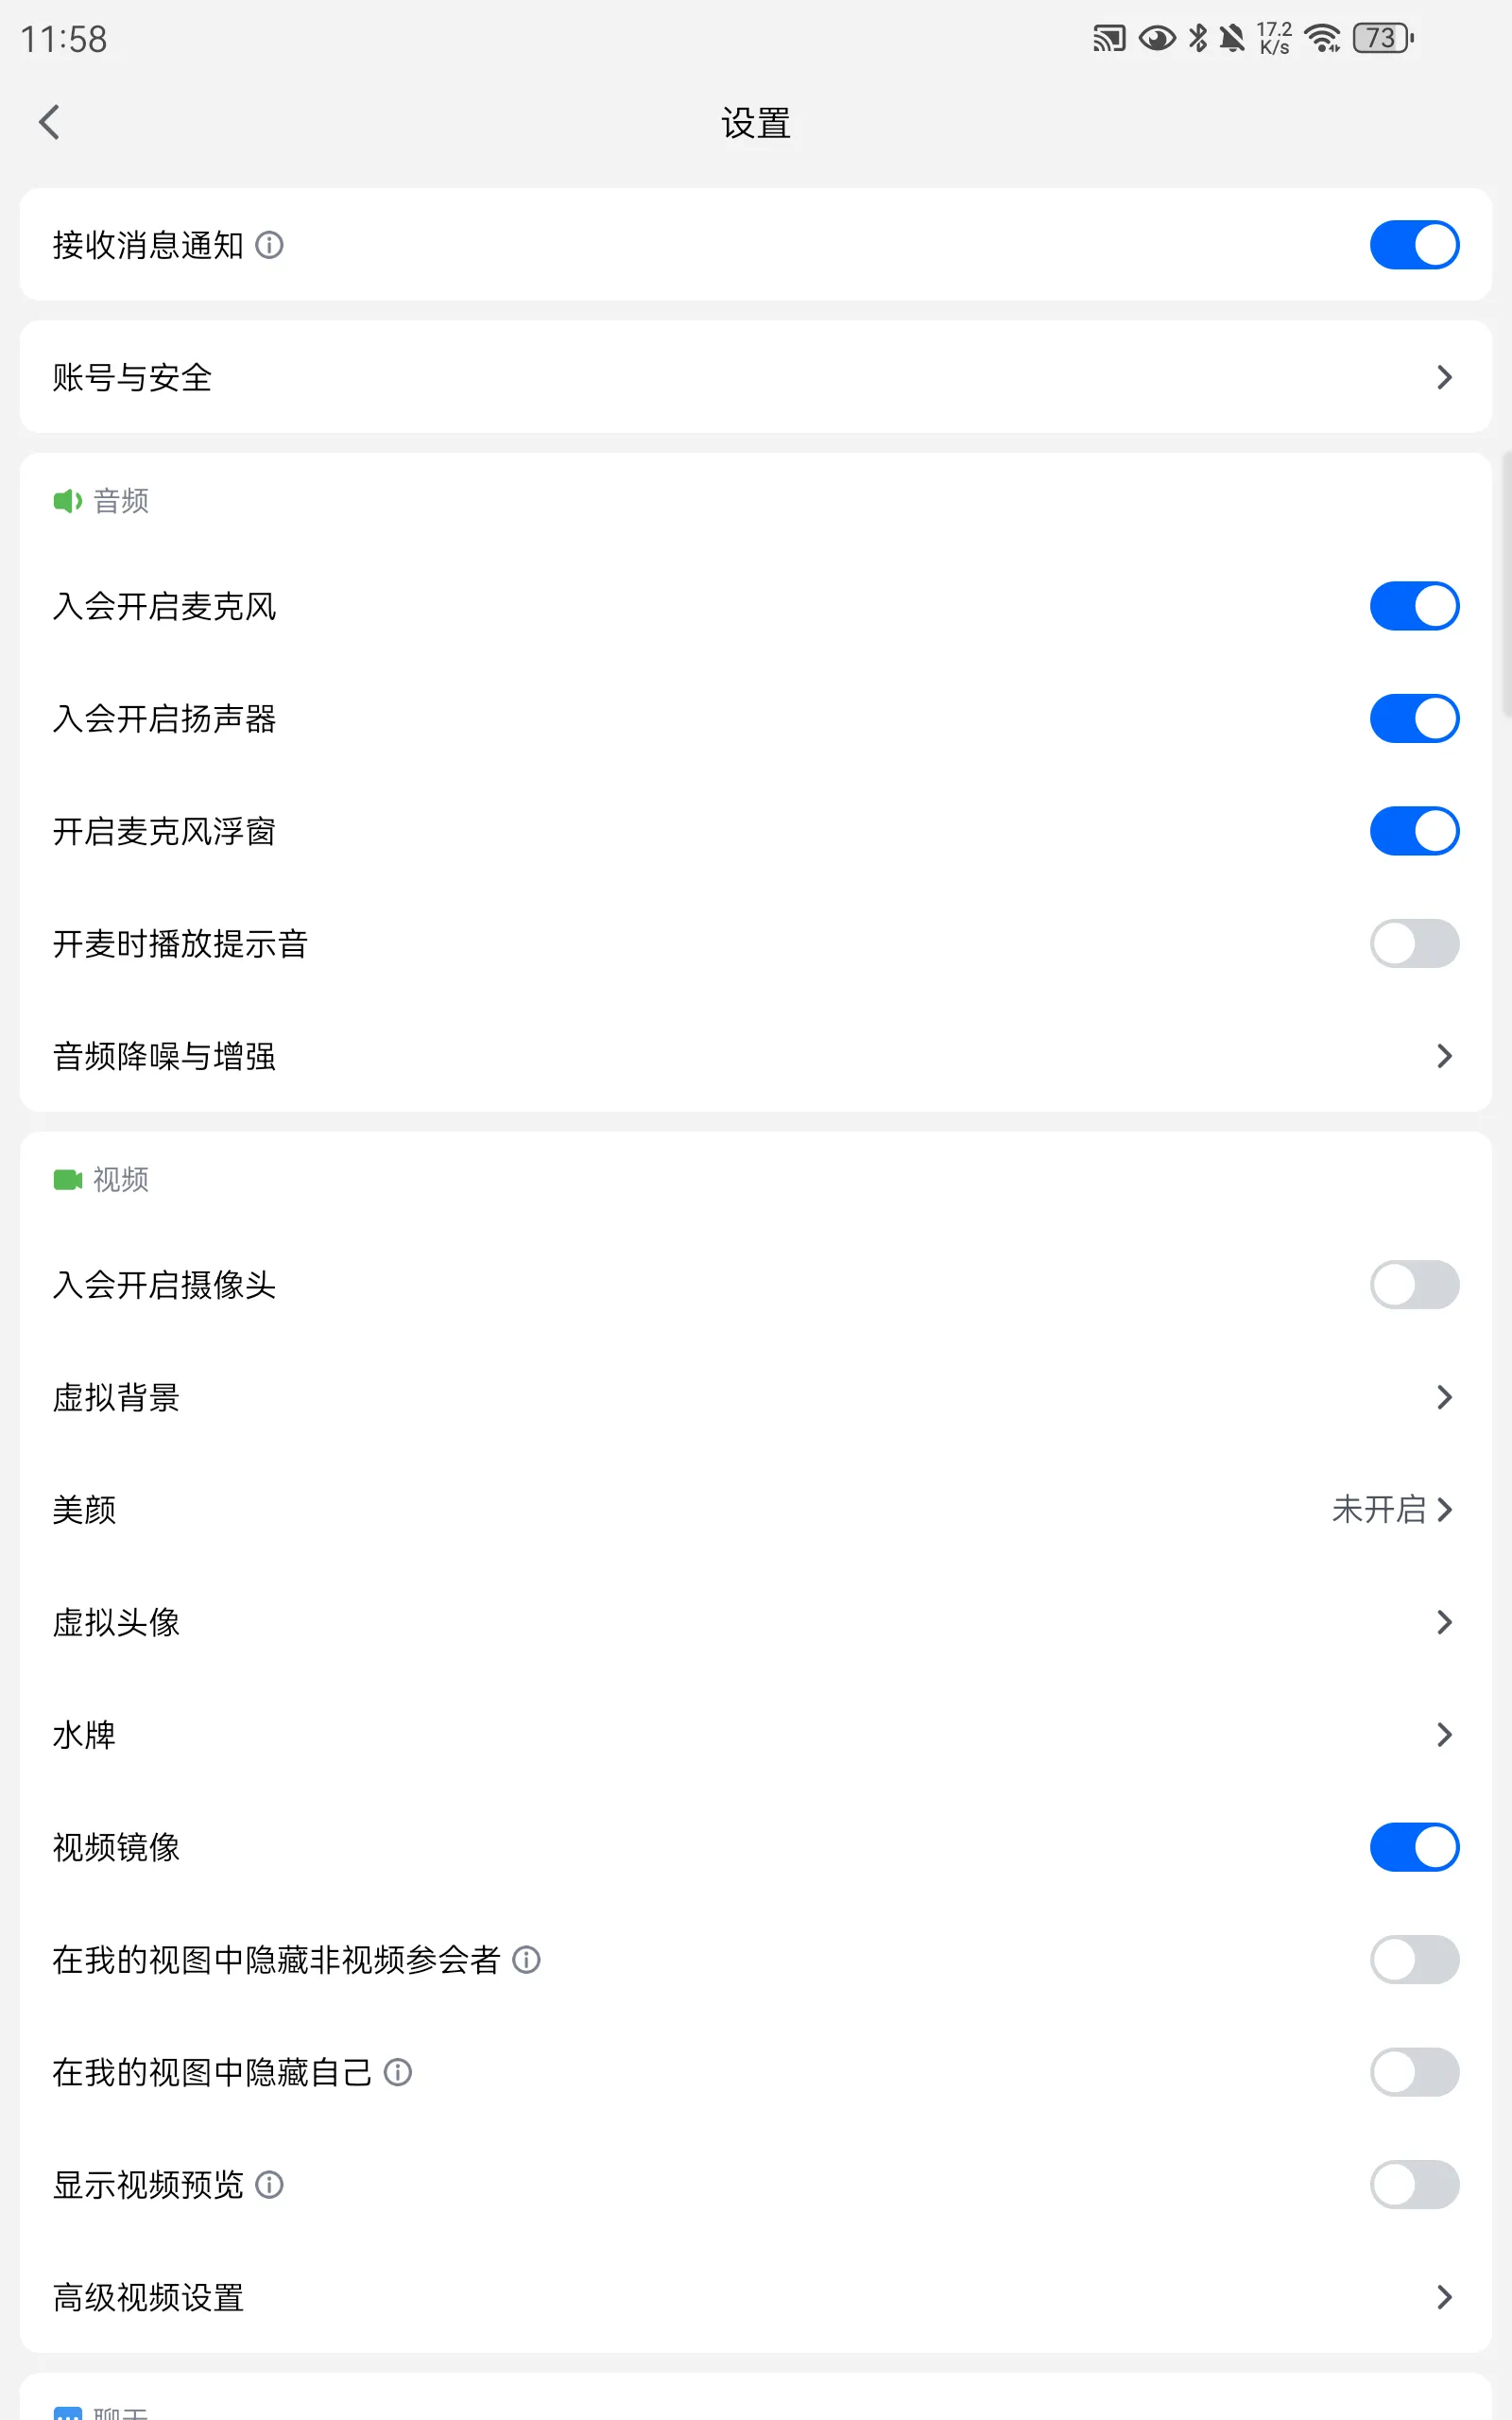 11:58
17.2
K/s
73
设置
接收消息通知
账号与安全
音频
入会开启麦克风
入会开启扬声器
开启麦克风浮窗
开麦时播放提示音
音频降噪与增强
视频
入会开启摄像头
虚拟背景
美颜 未开启
虚拟头像
水牌
视频镜像
在我的视图中隐藏非视频参会者
在我的视图中隐藏自己
显示视频预览
高级视频设置
聊天